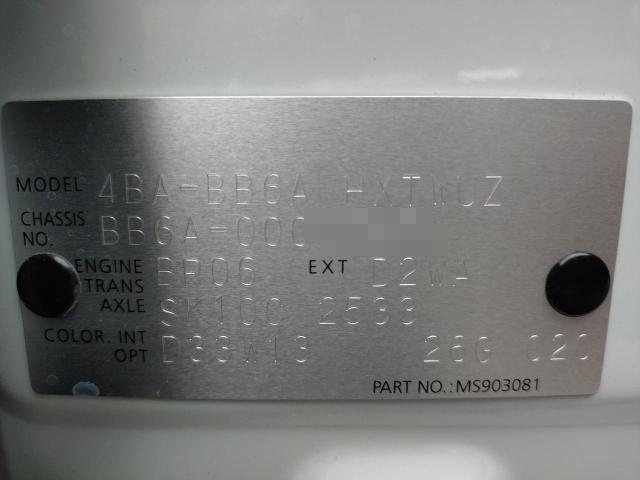 MODEL 4BA-BB6A HXTWUZ
CHASSIS NO. BB6A-000
ENGINE BR06 EXT D2WA
TRANS AXLE SK10C 2533
COLOR. INT OPT D33W13 26G 020
PART NO.:MS903081